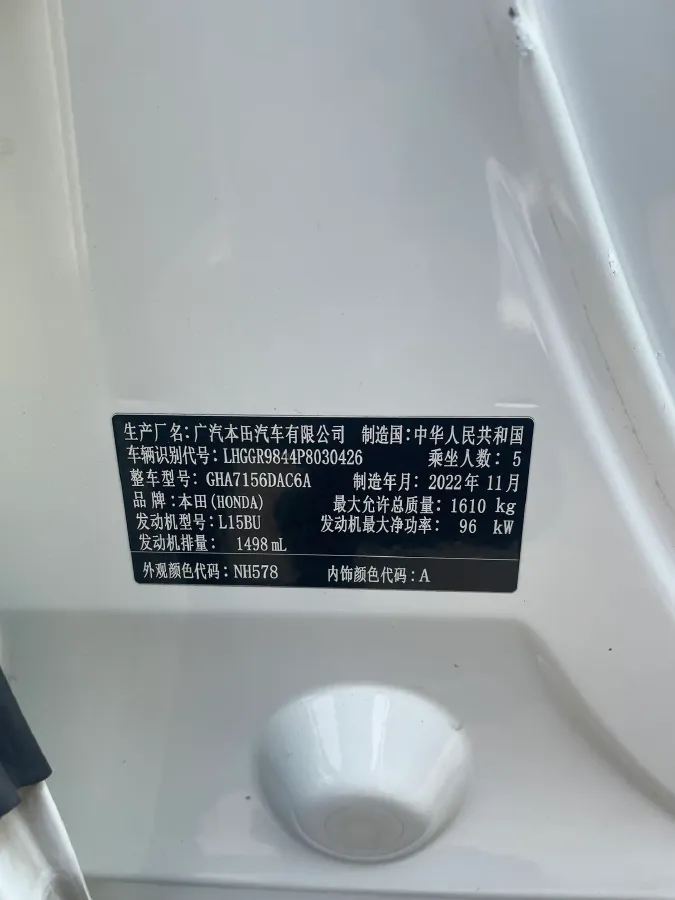 生产厂名:广汽本田汽车有限公司 制造国:中华人民共和国
车辆识别代号:LHGGR9844P8030426 乘坐人数:5
整车型号:GHA7156DAC6A 制造年月:2022年11月
品牌:本田(HONDA) 最大允许总质量:1610 kg
发动机型号:L15BU 发动机最大净功率:96 kW
发动机排量: 1498mL
外观颜色代码:NH578 内饰颜色代码:A